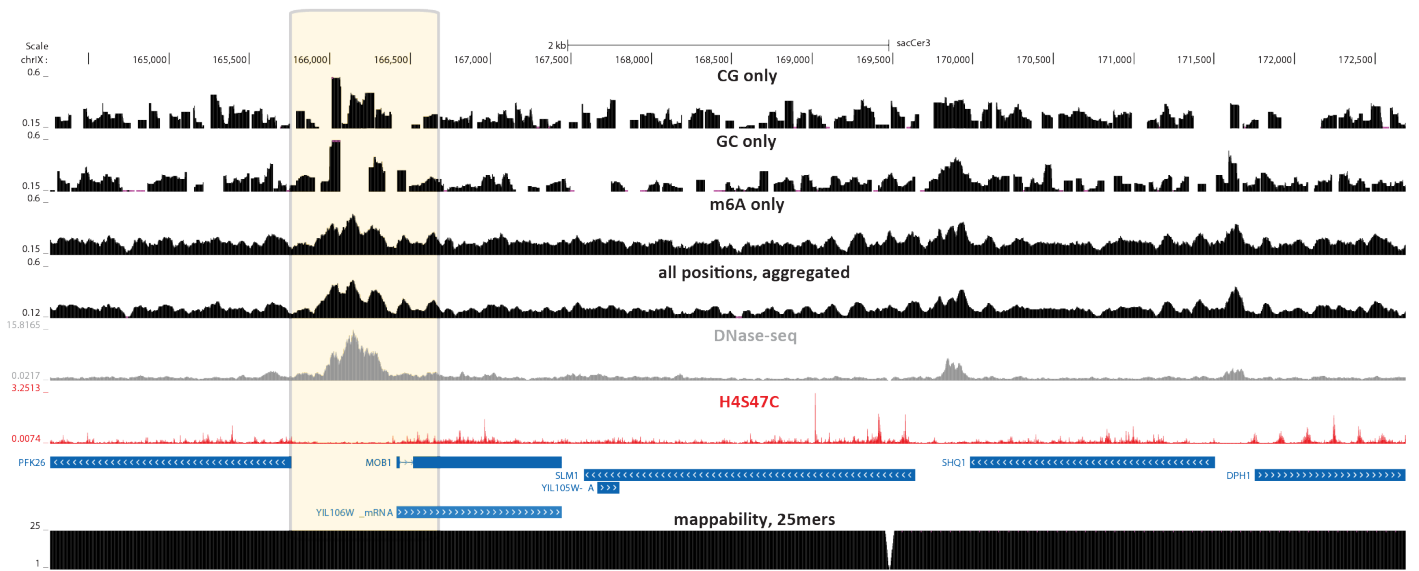 Scale
2 kb
sacCer3
chrIX :
165,000
165,500
166,000
166,500
167,000
167,500
168,000
168,500
169,000
169,500
170,000
170,500
171,000
171,500
172,000
172,500
0.6 _
CG only
0.15 _
0.6 _
GC only
0.15 _
0.6 _
m6A only
0.15 _
0.6 _
all positions, aggregated
0.12 _
15.8165 _
DNase-seq
0.0217 _
3.2513 _
H4S47C
0.0074 _
PFK26
MOB1
SHQ1
SLM1
DPH1
YIL105W- A
YIL106W _mRNA
mappability, 25mers
25 _
1 _